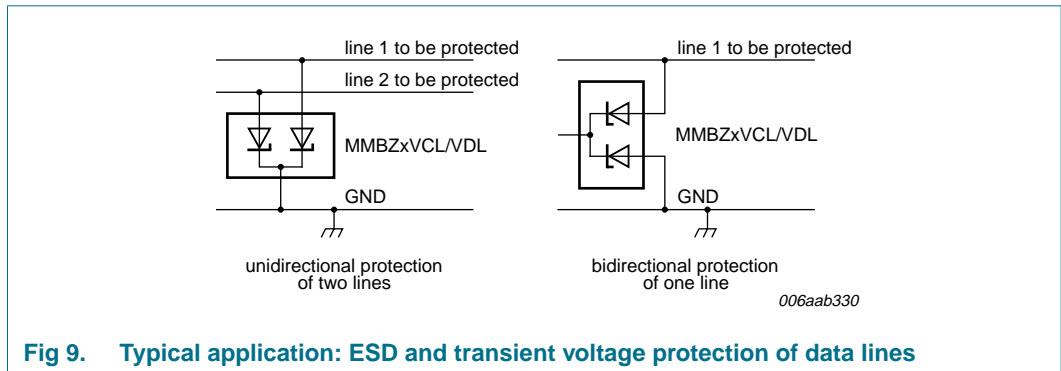 line 1 to be protected
line 2 to be protected
MMBZxVCL/VDL
GND
unidirectional protection
of two lines
line 1 to be protected
MMBZxVCL/VDL
GND
bidirectional protection
of one line
006aab330
Fig 9. Typical application: ESD and transient voltage protection of data lines